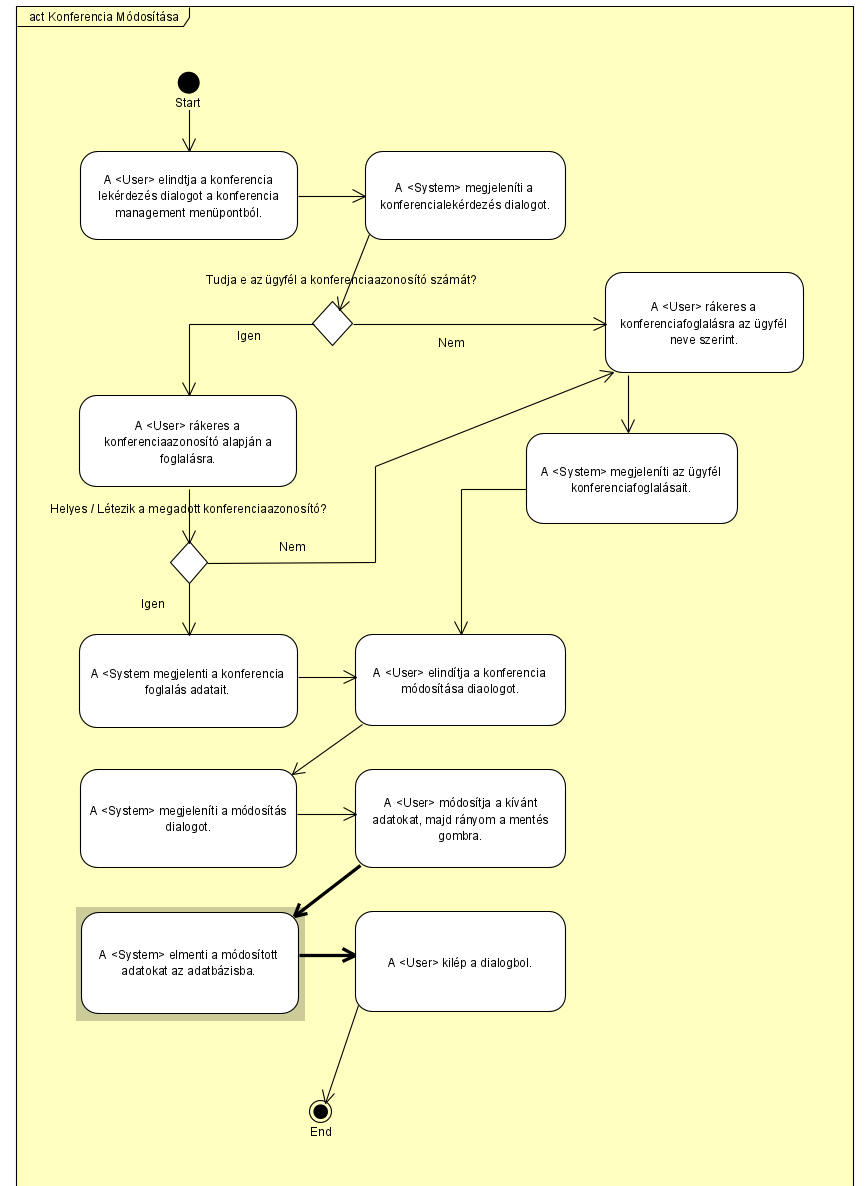 act Konferencia Módosítása
Start
A <User> elindtja a konferencia
lekérdezés dialogot a konferencia
management menüpontból.
A <System> megjeleníti a
konferencialekérdezés dialogot.
Tudja e az ügyfél a konferenciaazonosító számát?
Igen
Nem
A <User> rákeres a
konferenciafoglalásra az ügyfél
neve szerint.
A <User> rákeres a
konferenciaazonosító alapján a
foglalásra.
A <System> megjeleníti az ügyfél
konferenciafoglalásait.
Helyes / Létezik a megadott konferenciaazonosító?
Nem
Igen
A <System megjelenti a konferencia
foglalás adatait.
A <User> elindítja a konferencia
módosítása diaologot.
A <System> megjeleníti a módosítás
dialogot.
A <User> módosítja a kívánt
adatokat, majd rányom a mentés
gombra.
A <System> elmenti a módosított
adatokat az adatbázisba.
A <User> kilép a dialogbol.
End